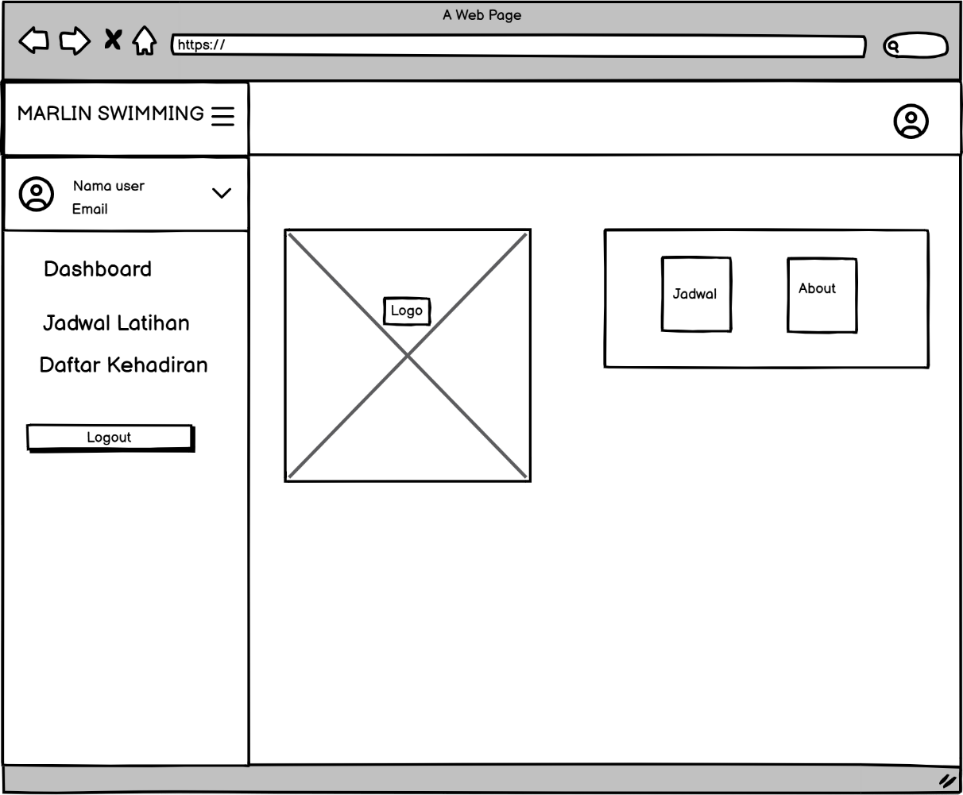 A Web Page
https://
MARLIN SWIMMING
Nama user
Email
Dashboard
Jadwal Latihan
Daftar Kehadiran
Logout
Logo
Jadwal
About